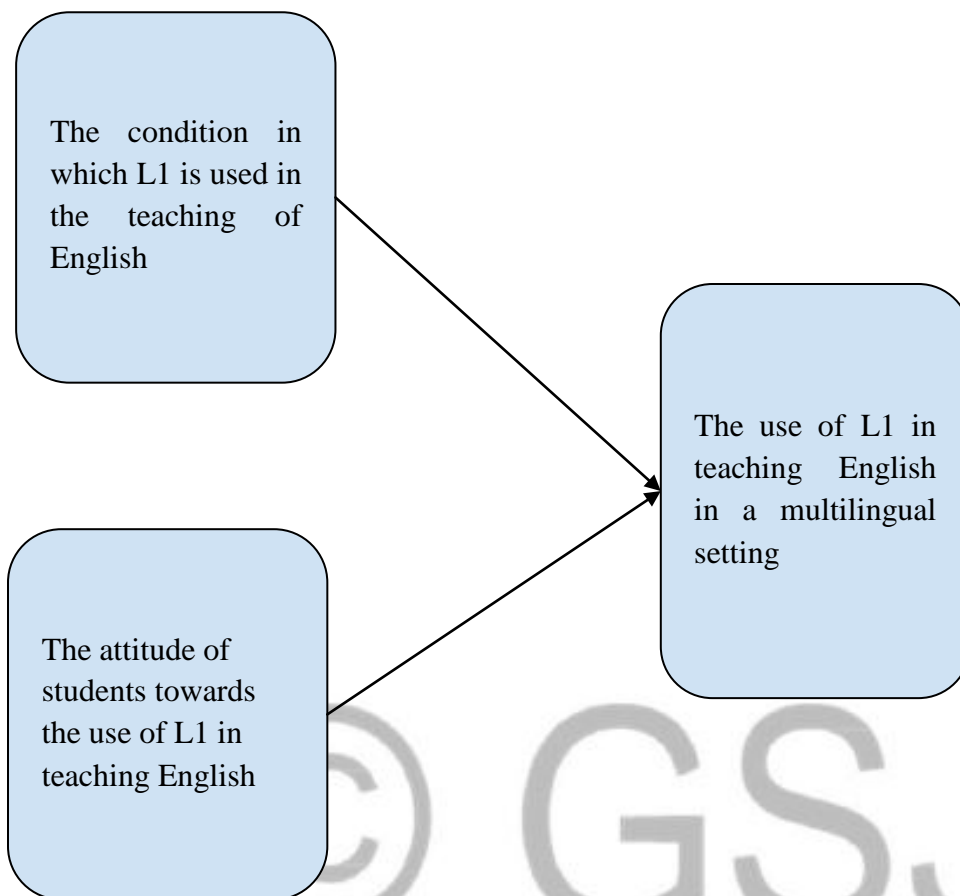 The condition in
which L1 is used in
the teaching of
English
The use of L1 in
teaching English
in a multilingual
setting
The attitude of
students towards
the use of L1 in
teaching English
© GSJ